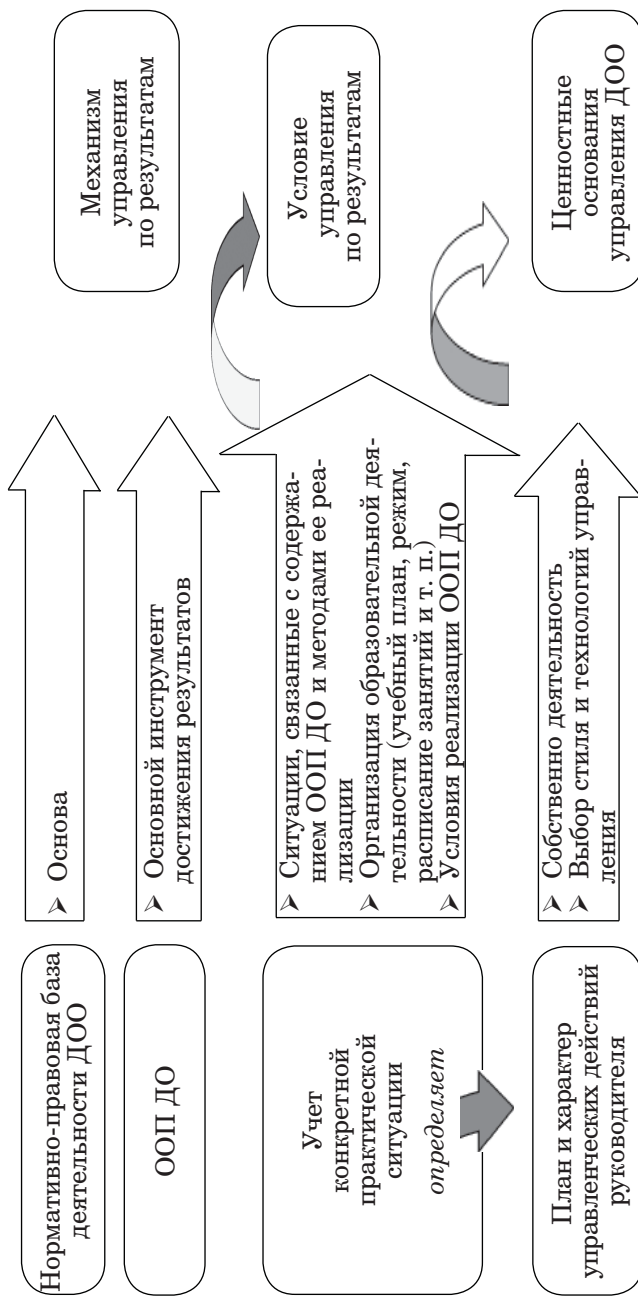 Нормативно-правовая база
деятельности ДОО
➢ Основа
Механизм
управления
по результатам
ООП ДО
➢ Основной инструмент
достижения результатов
Учет
конкретной
практической
ситуации
определяет
➢ Ситуации, связанные с содержа-
нием ООП ДО и методами ее реа-
лизации
➢ Организация образовательной дея-
тельности (учебный план, режим,
расписание занятий и т. п.)
➢ Условия реализации ООП ДО
Условие
управления
по результатам
План и характер
управленческих действий
руководителя
➢ Собственно деятельность
➢ Выбор стиля и технологий управ-
ления
Ценностные
основания
управления ДОО